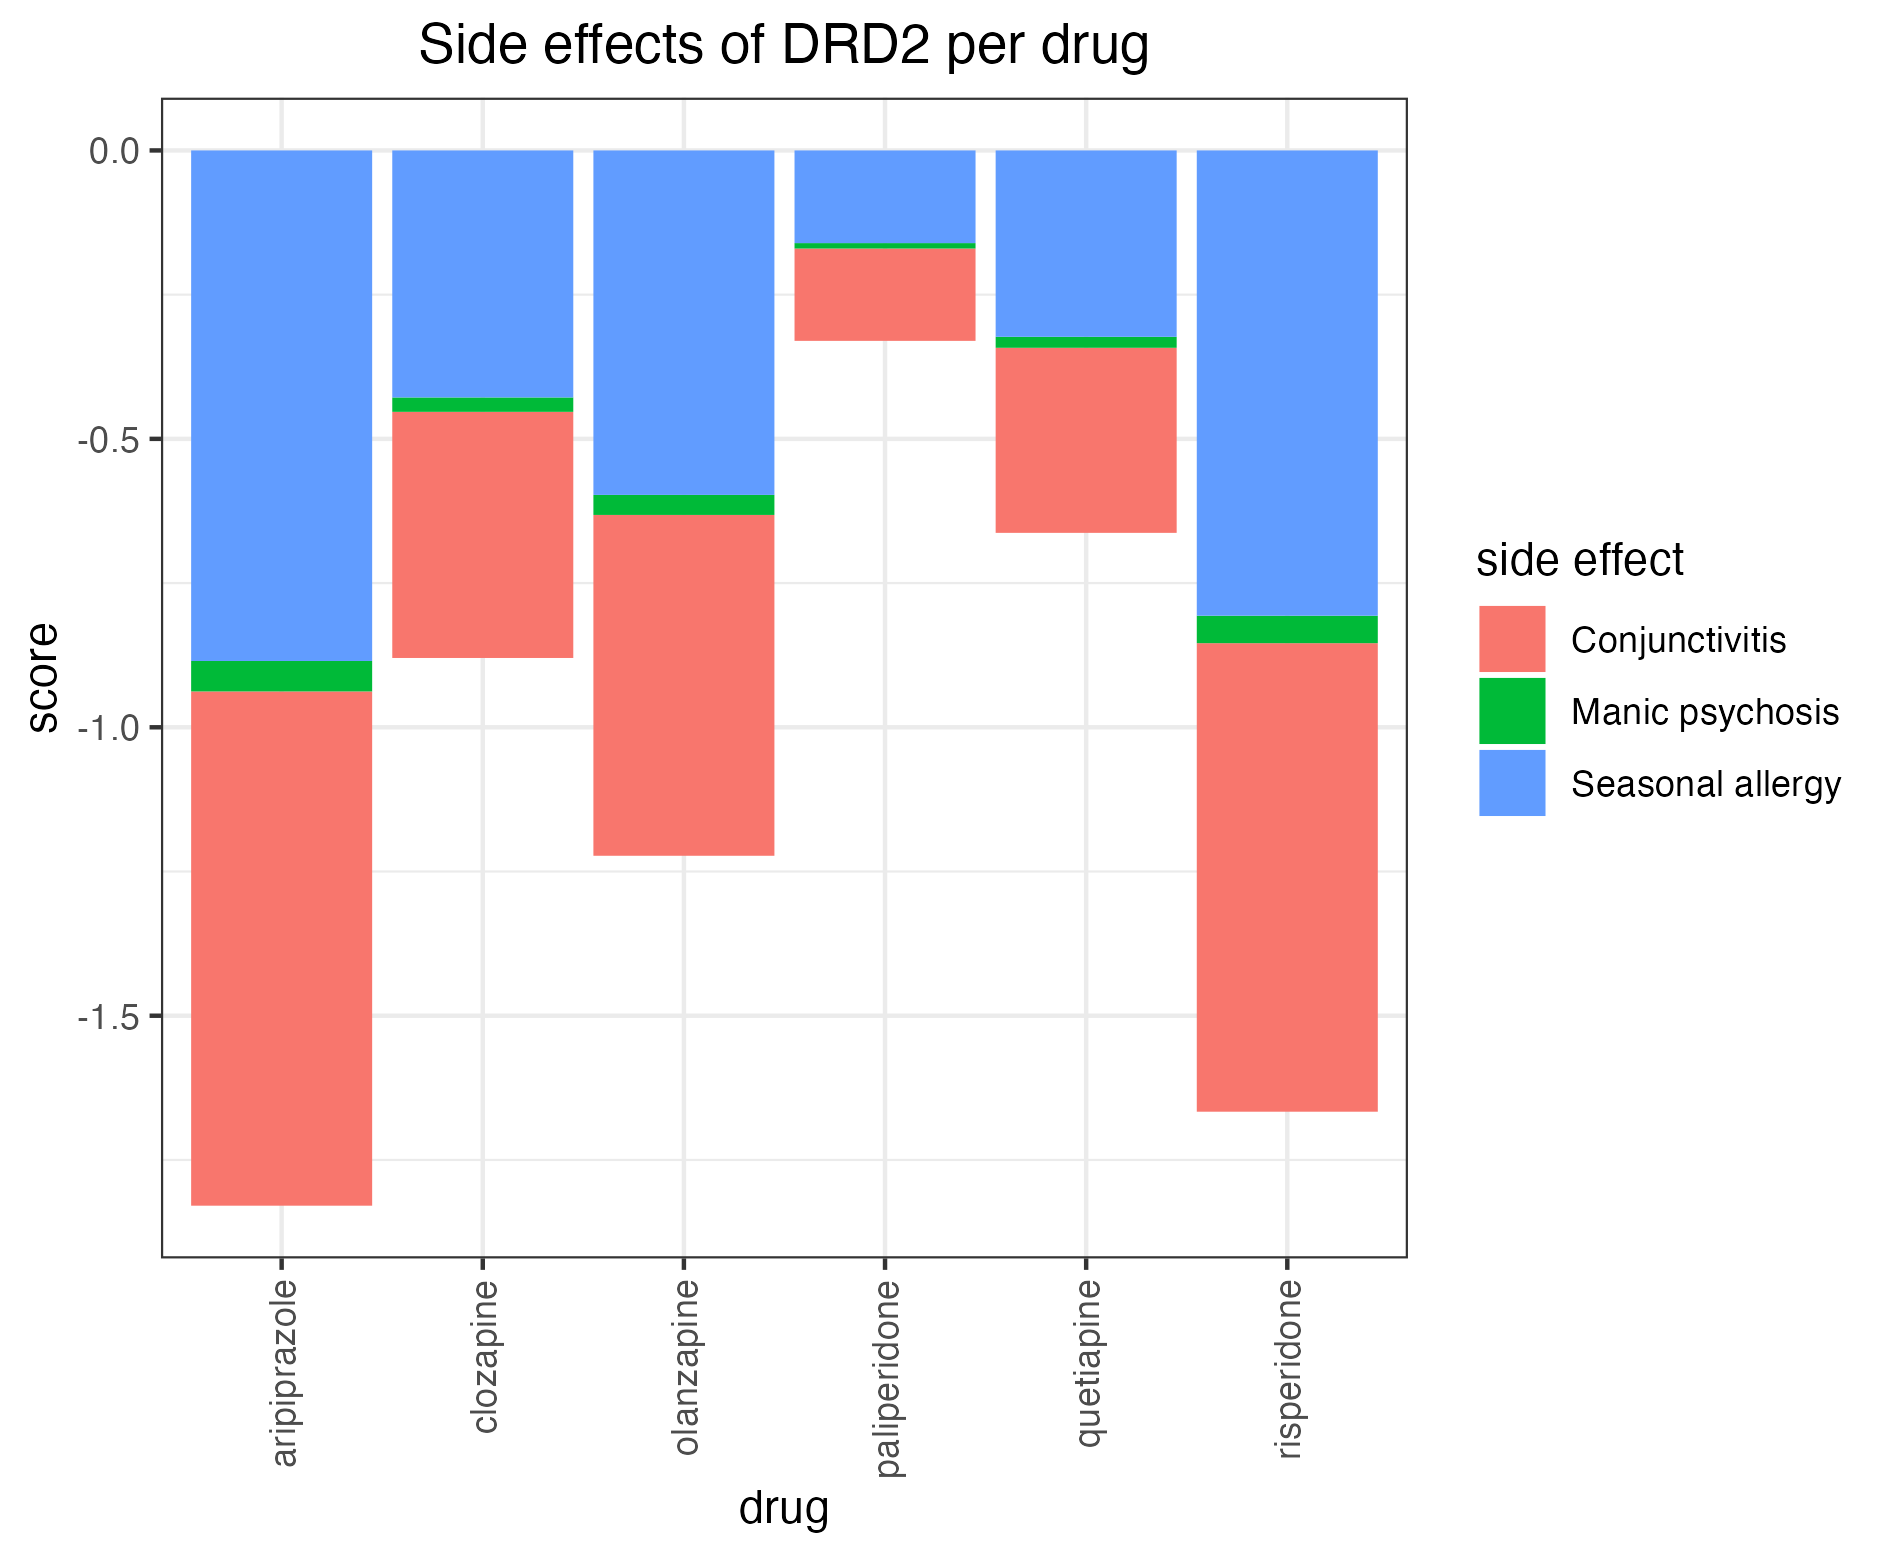 Side effects of DRD2 per drug
0.0
-0.5
-1.0
-1.5
score
aripiprazole
clozapine
olanzapine
paliperidone
quetiapine
risperidone
drug
side effect
Conjunctivitis
Manic psychosis
Seasonal allergy